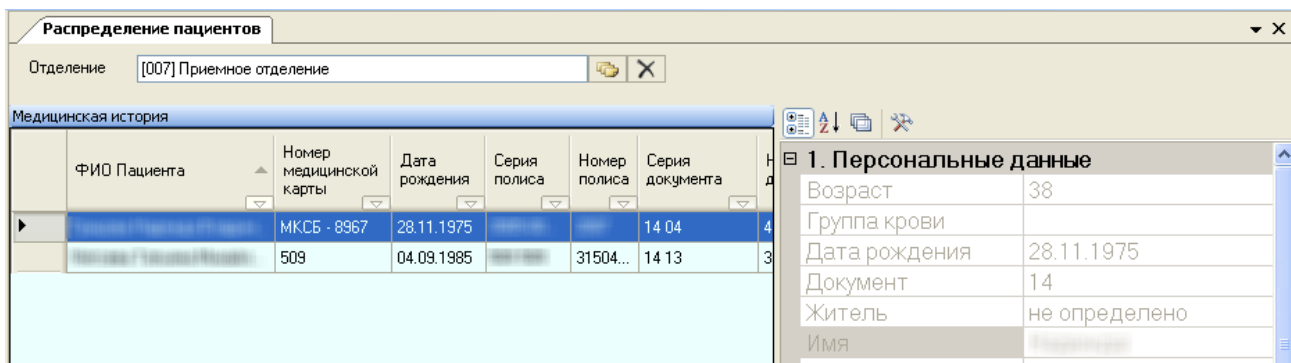 Распределение пациентов
Отделение [007] Приемное отделение
Медицинская история
ФИО Пациента
Номер медицинской карты
Дата рождения
Серия полиса
Номер полиса
Серия документа
МКСБ - 8967 28.11.1975 14 04 4
509 04.09.1985 31504... 14 13 3
1. Персональные данные
Возраст 38
Группа крови
Дата рождения 28.11.1975
Документ 14
Житель не определено
Имя